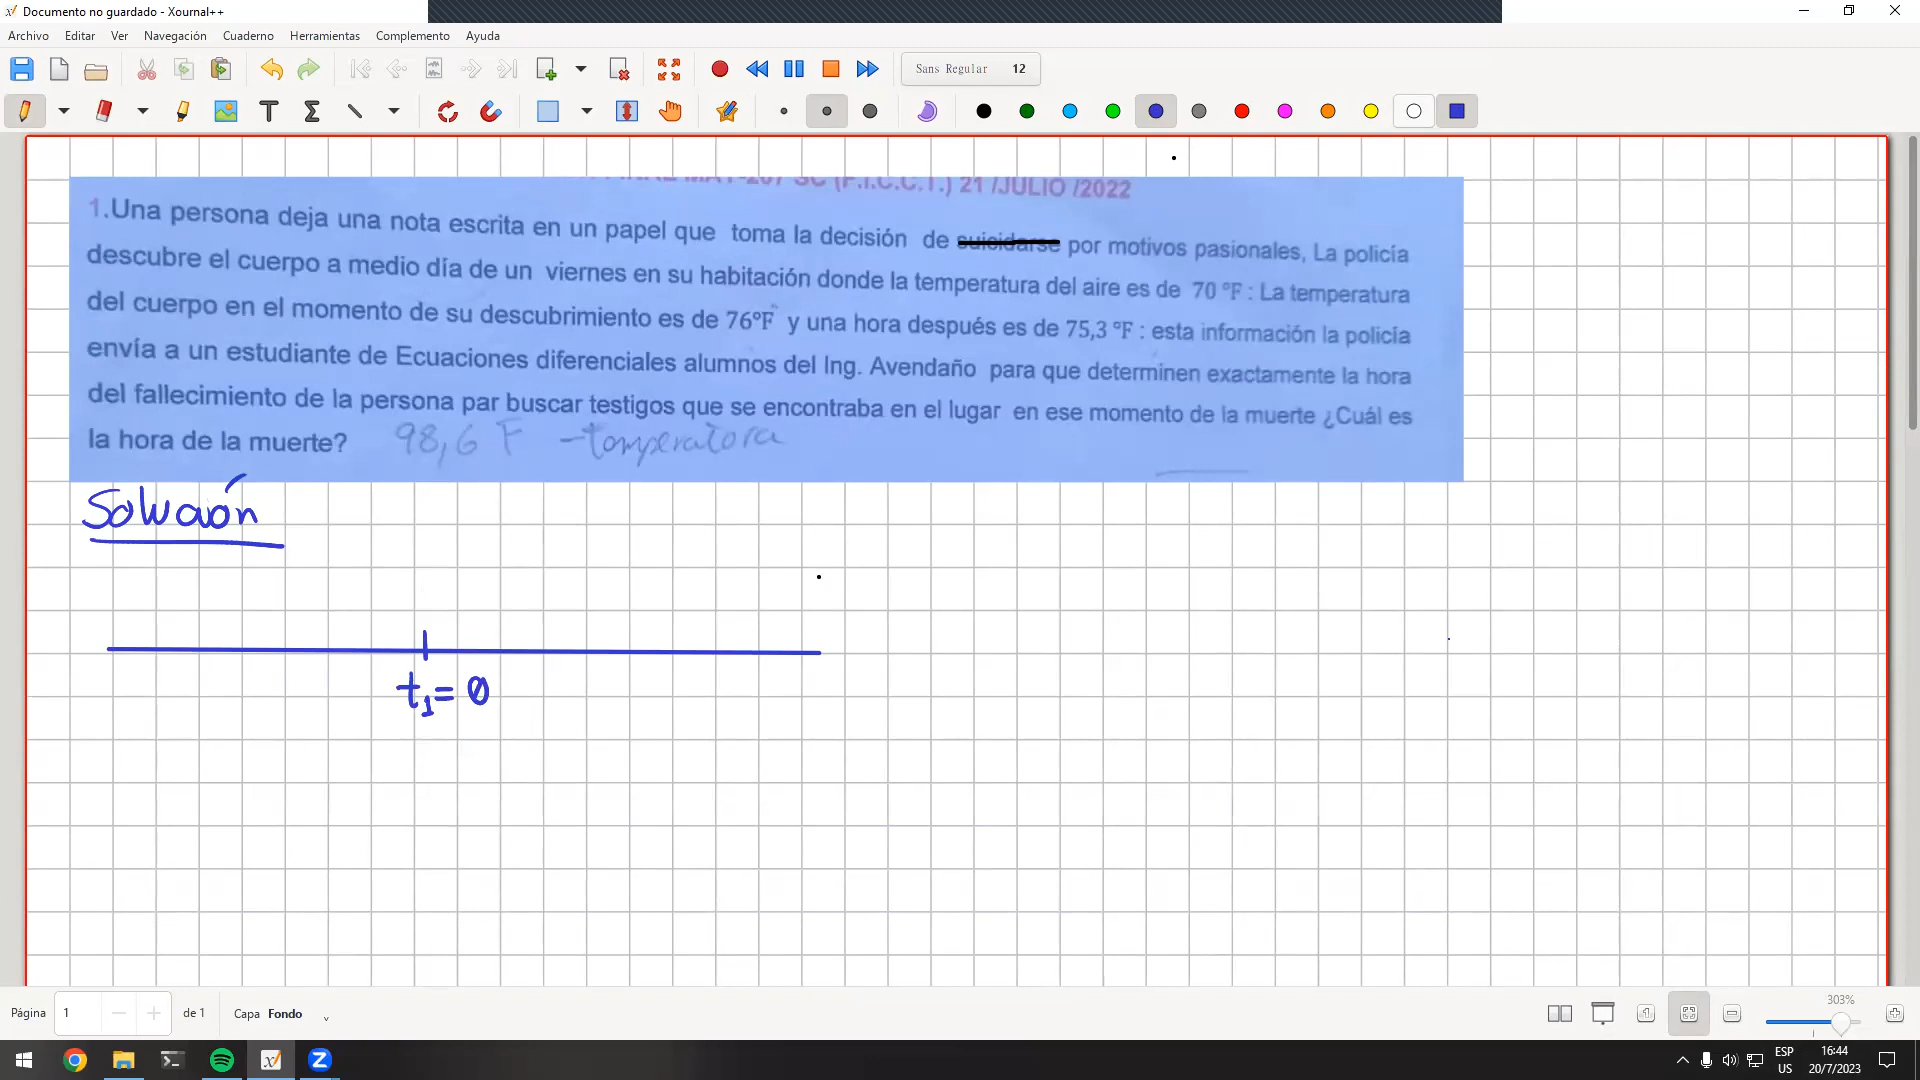 Documento no guardado - Xournal++
Archivo Editar Ver Navegación Cuaderno Herramientas Complemento Ayuda
Sans Regular 12
MAT-207 SC (P.I.C.C.T.) 21 /JULIO /2022
1.Una persona deja una nota escrita en un papel que toma la decisión de suicidarse por motivos pasionales, La policía
descubre el cuerpo a medio día de un viernes en su habitación donde la temperatura del aire es de 70 °F : La temperatura
del cuerpo en el momento de su descubrimiento es de 76°F y una hora después es de 75,3 °F : esta información la policía
envía a un estudiante de Ecuaciones diferenciales alumnos del Ing. Avendaño para que determinen exactamente la hora
del fallecimiento de la persona par buscar testigos que se encontraba en el lugar en ese momento de la muerte ¿Cuál es
la hora de la muerte? 98,6 F - temperatura
Solución
t1 = 0
Página 1 de 1 Capa Fondo
303%
ESP
US
16:44
20/7/2023